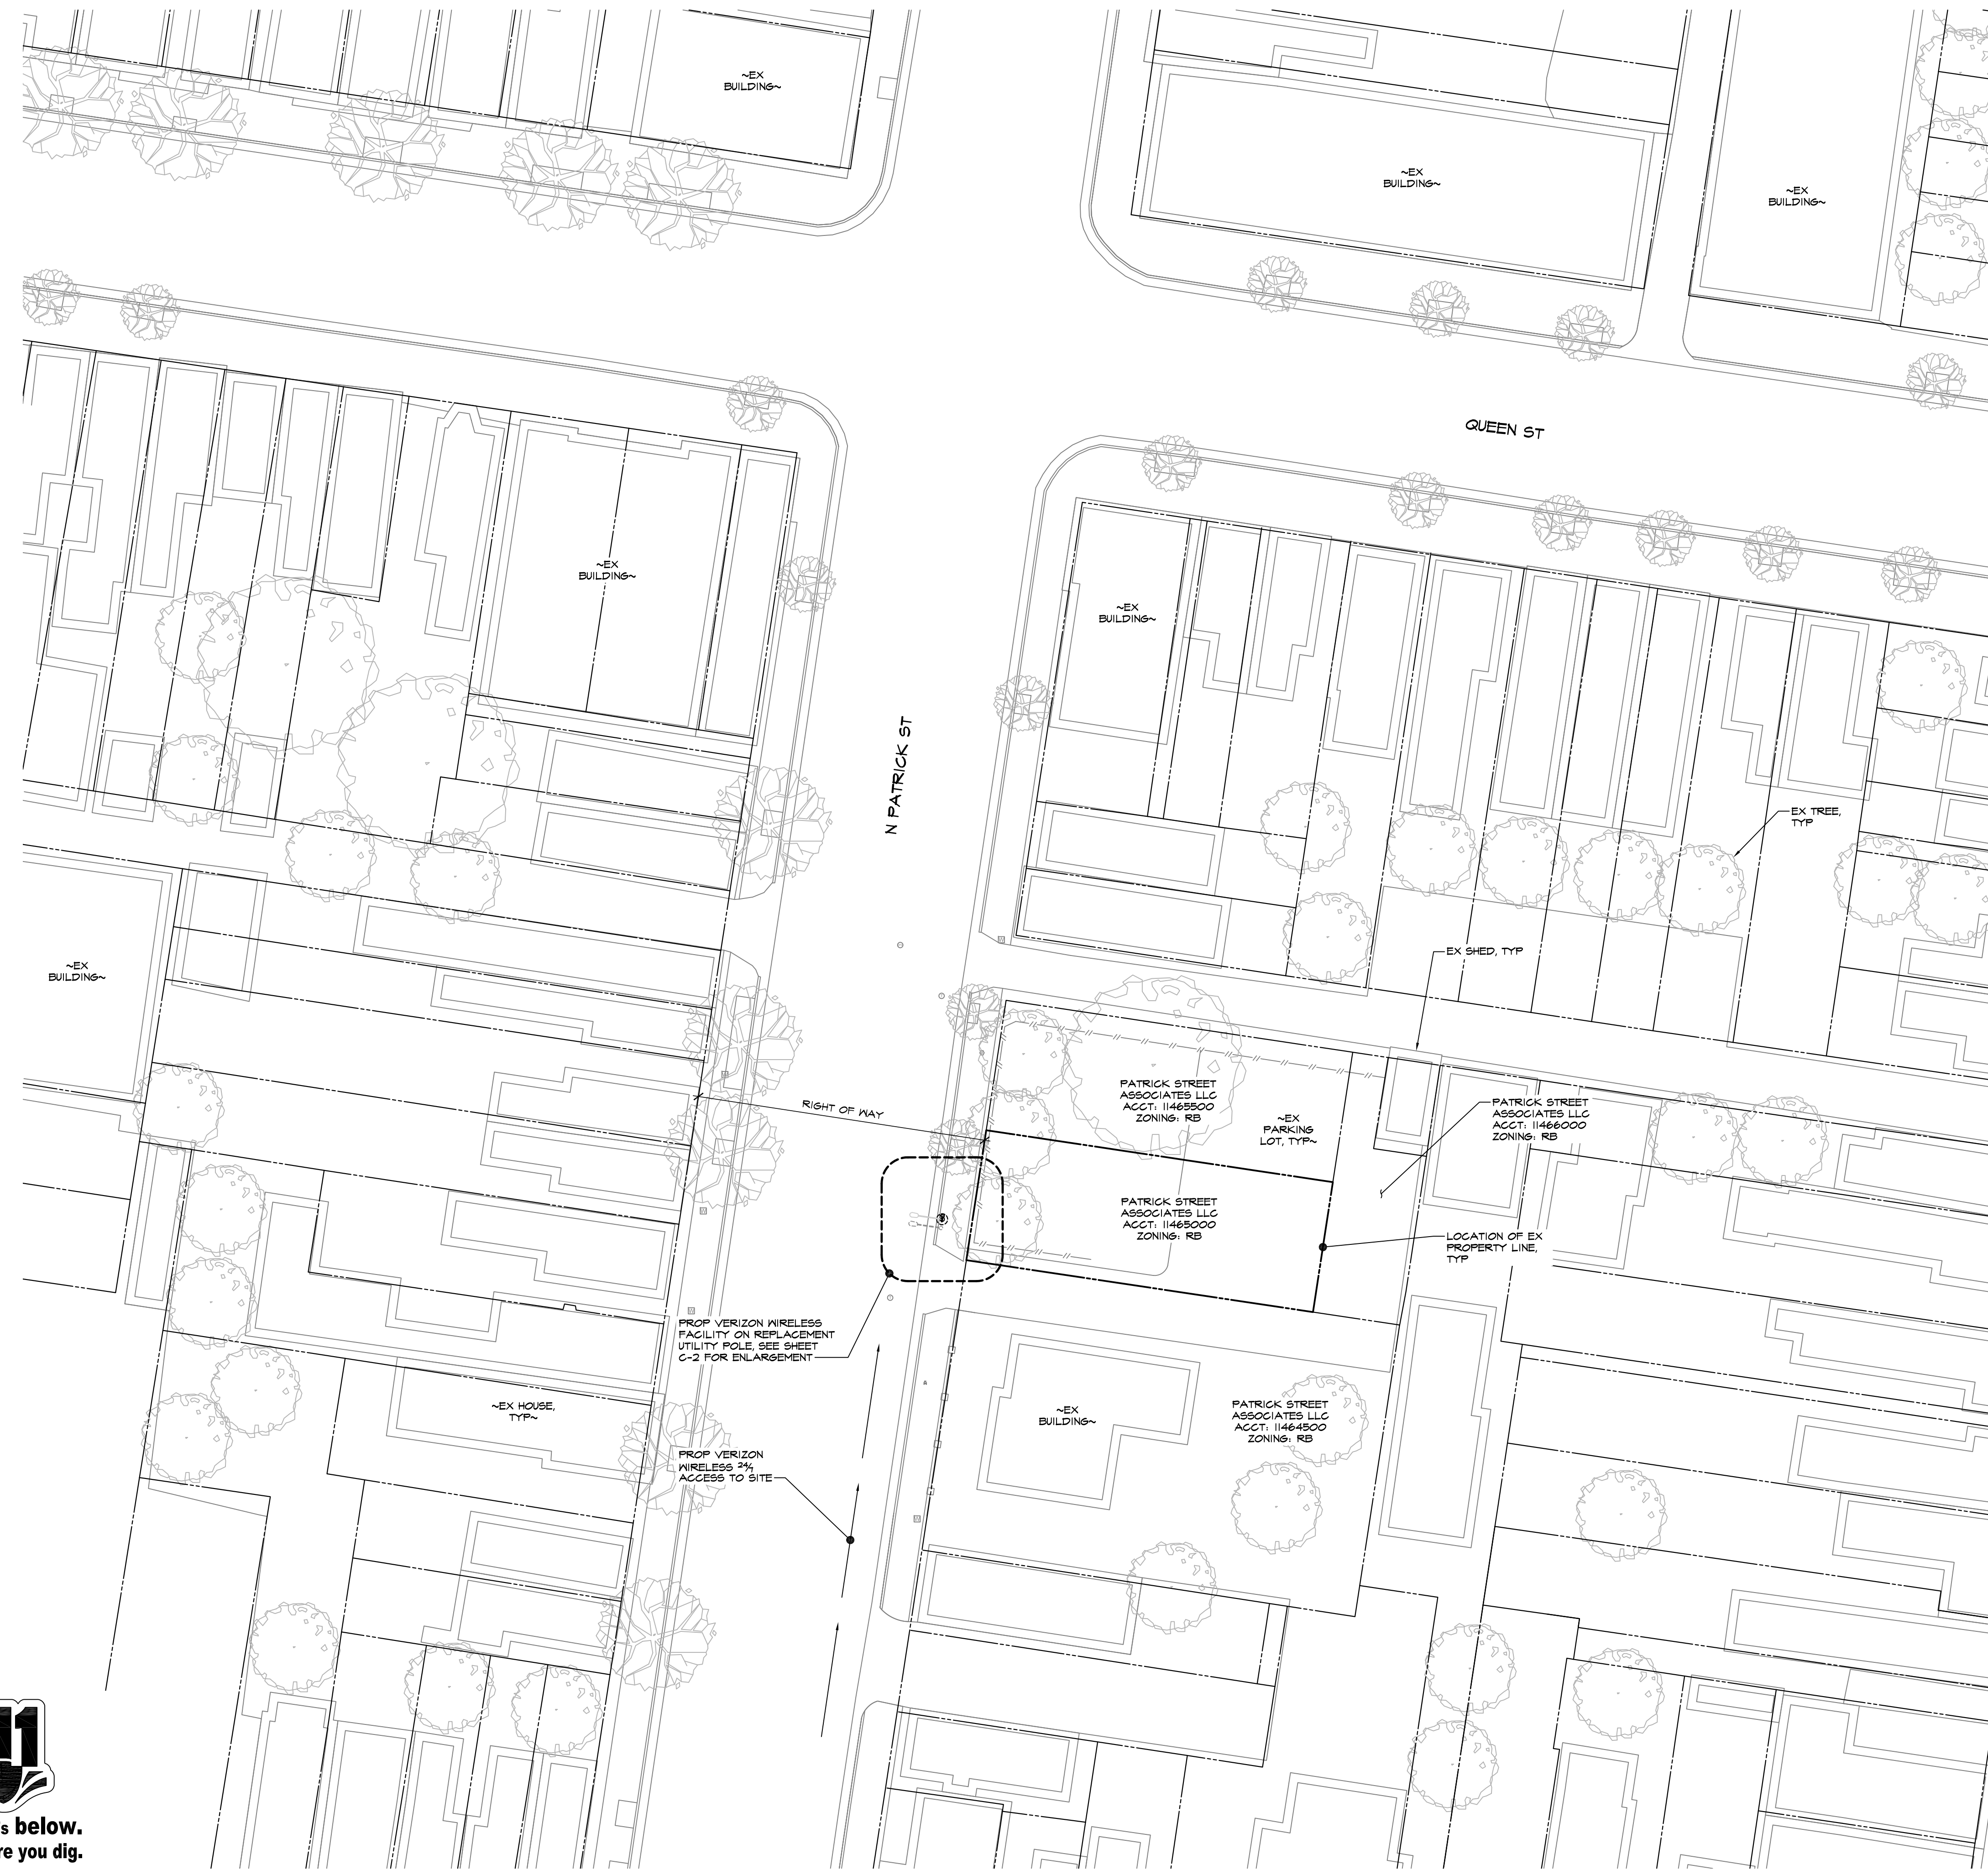 ~EX
BUILDING~
~EX
BUILDING~
~EX
BUILDING~
QUEEN ST
~EX
BUILDING~
~EX
BUILDING~
N PATRICK ST
EX TREE,
TYP
~EX
BUILDING~
EX SHED, TYP
PATRICK STREET
ASSOCIATES LLC
ACCT: 11465500
ZONING: RB
RIGHT OF WAY
~EX
PARKING
LOT, TYP~
PATRICK STREET
ASSOCIATES LLC
ACCT: 11466000
ZONING: RB
PATRICK STREET
ASSOCIATES LLC
ACCT: 11465000
ZONING: RB
LOCATION OF EX
PROPERTY LINE,
TYP
PROP VERIZON WIRELESS
FACILITY ON REPLACEMENT
UTILITY POLE, SEE SHEET
C-2 FOR ENLARGEMENT
~EX HOUSE,
TYP~
~EX
BUILDING~
PATRICK STREET
ASSOCIATES LLC
ACCT: 11464500
ZONING: RB
PROP VERIZON
WIRELESS 24/7
ACCESS TO SITE
below.
you dig.